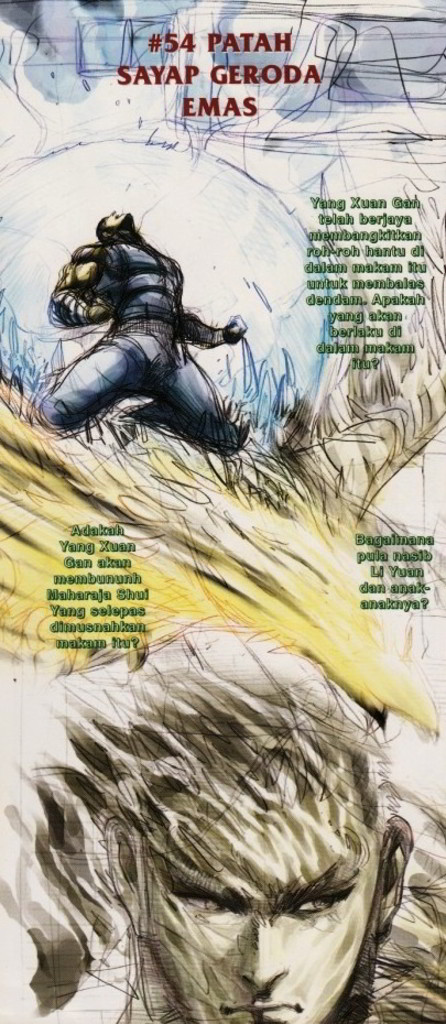 #54 PATAH
SAYAP GERODA
EMAS
Yang Xuan Gan
telah berjaya
membangkitkan
roh-roh hantu di
dalam makam itu
untuk membalas
dendam. Apakah
yang akan
berlaku di
dalam makam
itu?
Adakah
Yang Xuan
Gan akan
membununh
Maharaja Shui
Yang selepas
dimusnahkan
makam itu?
Bagaimana
pula nasib
Li Yuan
dan anak-
anaknya?